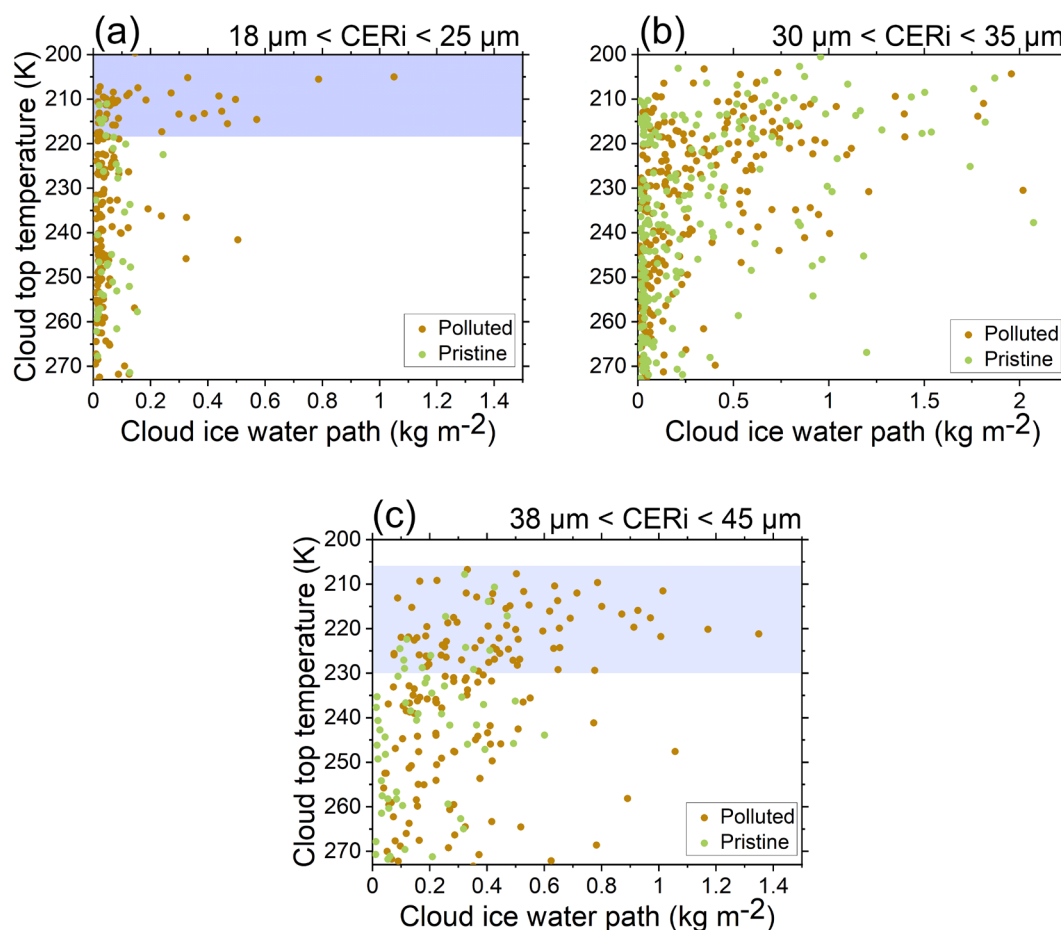 (a)
18 µm < CERi < 25 µm
200
210
220
230
240
250
260
270
Cloud top temperature (K)
0 0.2 0.4 0.6 0.8 1 1.2 1.4
Cloud ice water path (kg m-2)
Polluted
Pristine
(b)
30 µm < CERi < 35 µm
200
210
220
230
240
250
260
270
0 0.5 1 1.5 2
Cloud ice water path (kg m-2)
Polluted
Pristine
(c)
38 µm < CERi < 45 µm
200
210
220
230
240
250
260
270
Cloud top temperature (K)
0 0.2 0.4 0.6 0.8 1 1.2 1.4
Cloud ice water path (kg m-2)
Polluted
Pristine